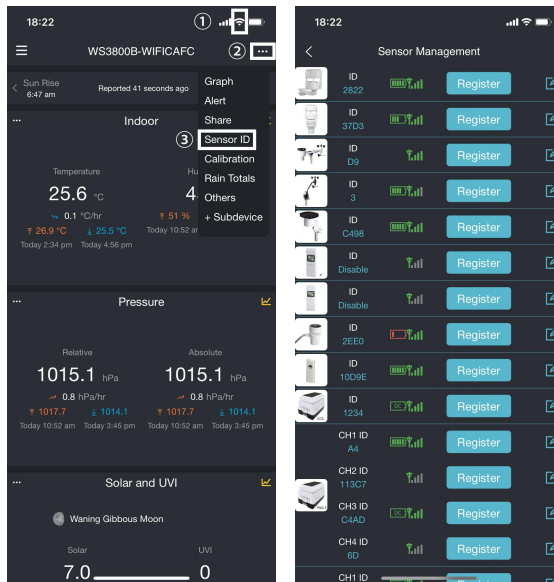 18:22
①
WS3800B-WIFICAFC
②
Sun Rise
6:47 am
Reported 41 seconds ago
Graph
Alert
Share
③ Sensor ID
Calibration
Rain Totals
Others
+ Subdevice
Indoor
Temperature
25.6 °C
0.1 °C/hr
26.9 °C 25.5 °C
Today 2:34 pm Today 4:56 pm
51 %
Pressure
Relative Absolute
1015.1 hPa 1015.1 hPa
0.8 hPa/hr 0.8 hPa/hr
1017.7 1014.1 1017.7 1014.1
Today 10:52 am Today 3:45 pm Today 10:52 am Today 3:45 pm
Solar and UVI
Waning Gibbous Moon
Solar UVI
7.0 0
18:22
Sensor Management
ID
2822
Register
ID
37D3
Register
ID
D9
Register
ID
3
Register
ID
C498
Register
ID
Disable
Register
ID
Disable
Register
ID
2EE0
Register
ID
10D9E
Register
ID
1234
DC
Register
CO2
CH1 ID
A4
Register
CH2 ID
113C7
Register
PM2.5
CH3 ID
C4AD
DC
Register
CH4 ID
6D
Register
CH1 ID